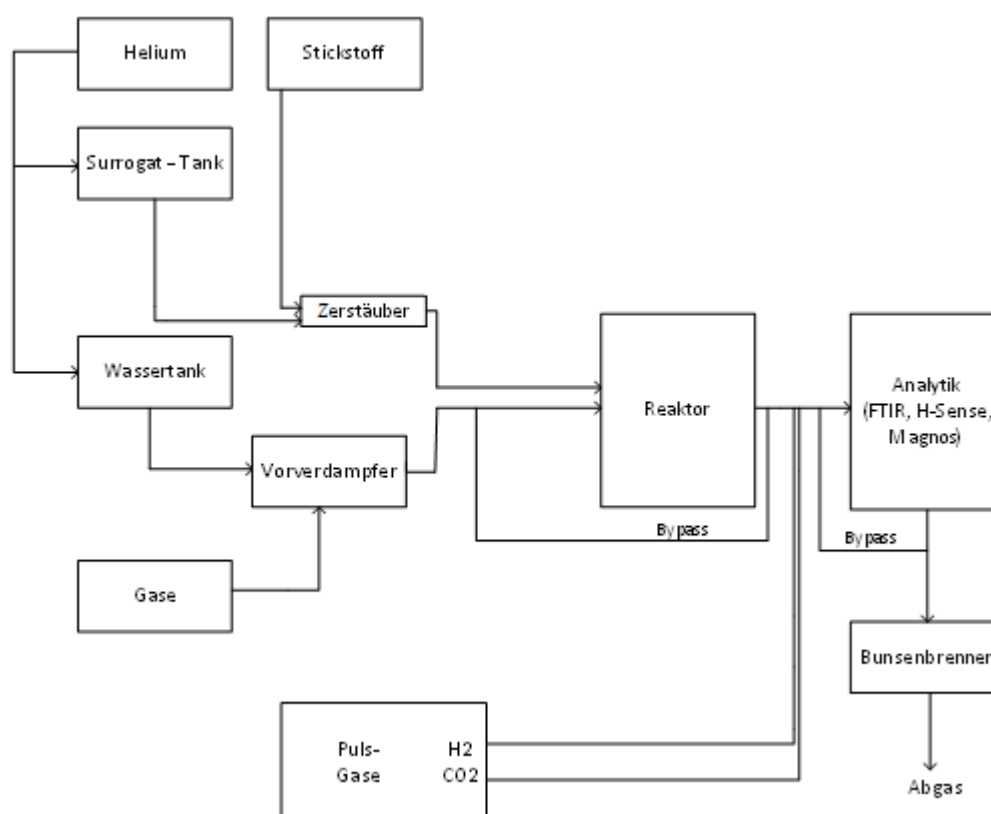 Helium
Stickstoff
Surrogat – Tank
Zerstäuber
Wassertank
Reaktor
Analytik
(FTIR, H-Sense,
Magnos)
Vorverdampfer
Bypass
Bypass
Gase
Bunsenbrenner
Puls- H2
Gase CO2
Abgas